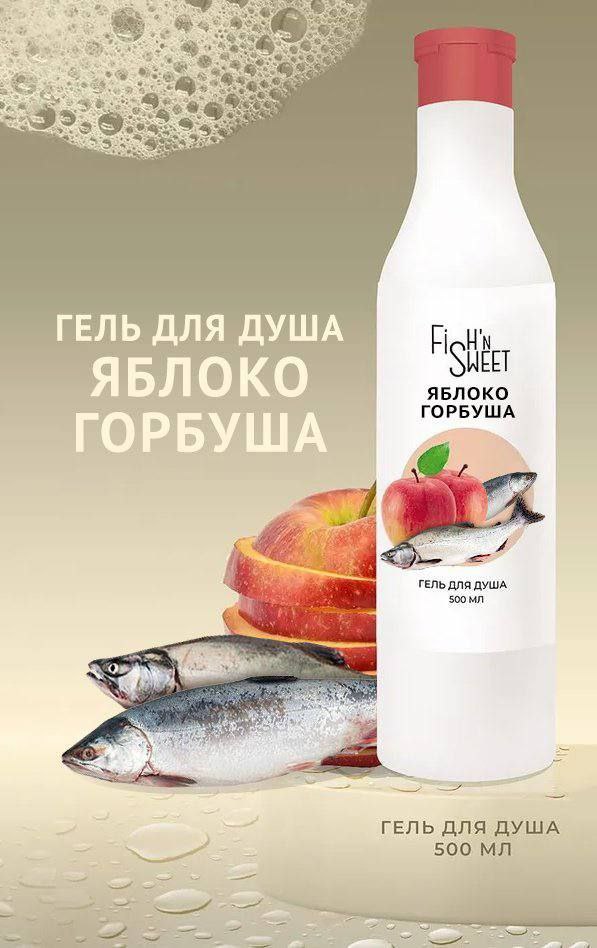 ГЕЛЬ ДЛЯ ДУША
ЯБЛОКО
ГОРБУША
FiSH'N
SWEET
ЯБЛОКО
ГОРБУША
ГЕЛЬ ДЛЯ ДУША
500 МЛ
ГЕЛЬ ДЛЯ ДУША
500 МЛ